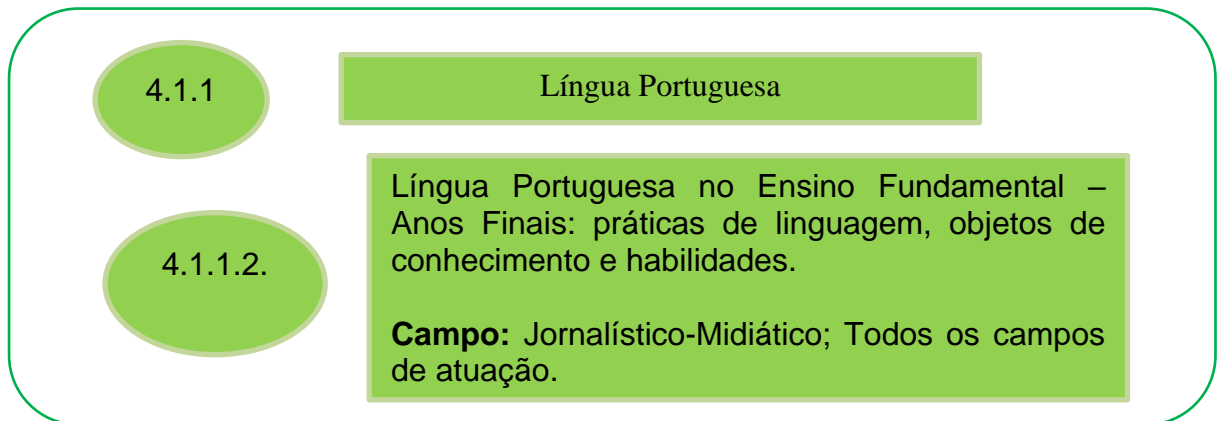 4.1.1
Língua Portuguesa
4.1.1.2.
Língua Portuguesa no Ensino Fundamental –
Anos Finais: práticas de linguagem, objetos de
conhecimento e habilidades.
Campo: Jornalístico-Midiático; Todos os campos
de atuação.